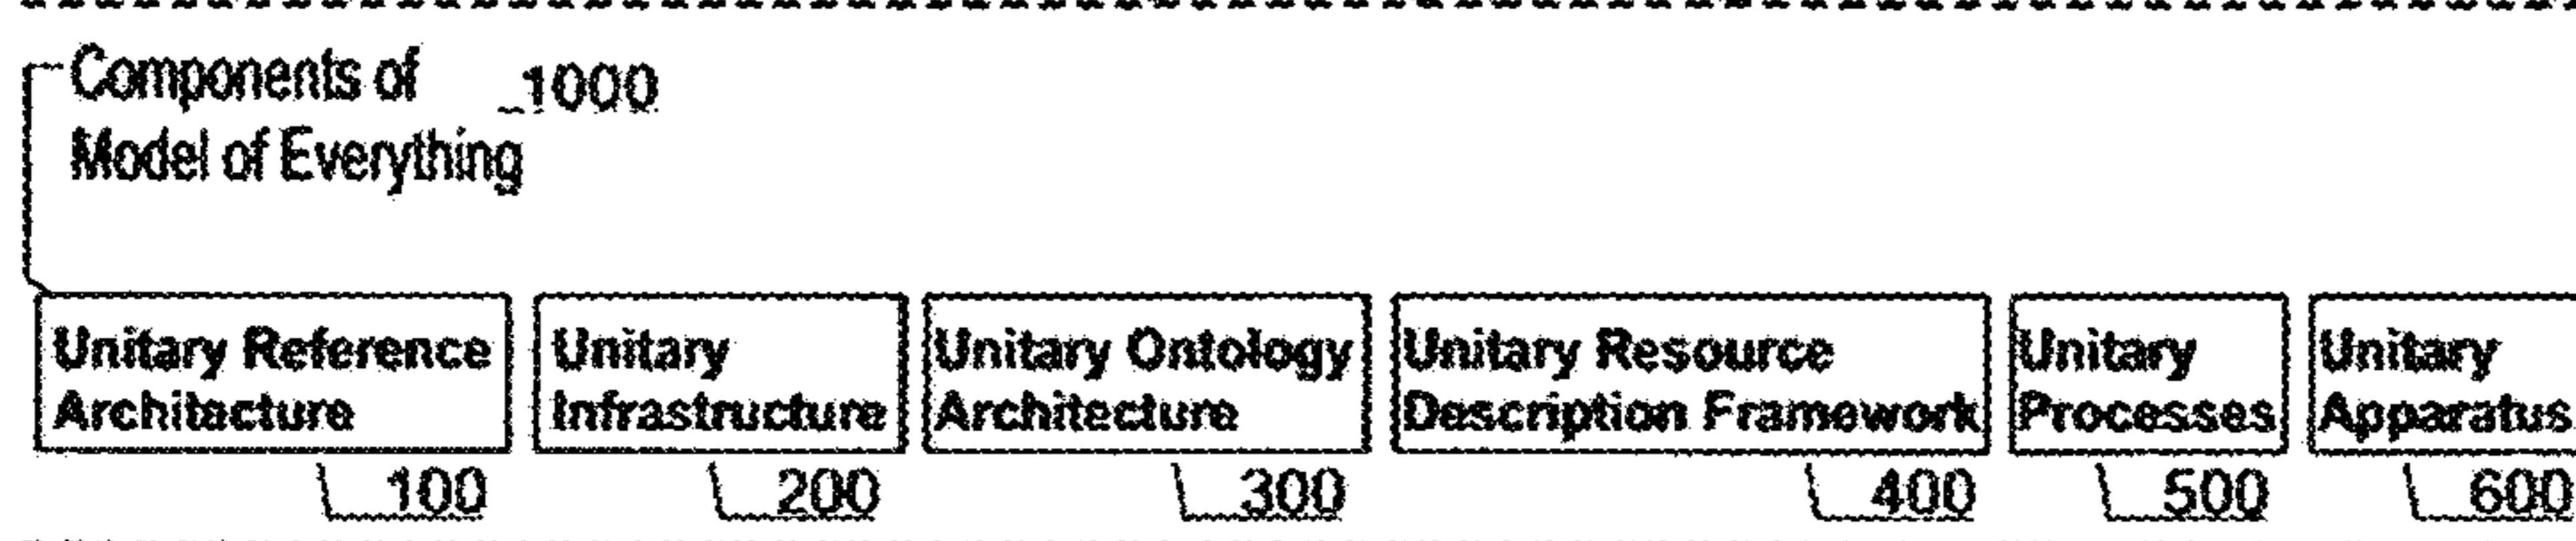 Components of 1000
Model of Everything
Unitary Reference
Architecture
100
Unitary
Infrastructure
200
Unitary Ontology
Architecture
300
Unitary Resource
Description Framework
400
Unitary
Processes
500
Unitary
Apparatus
600